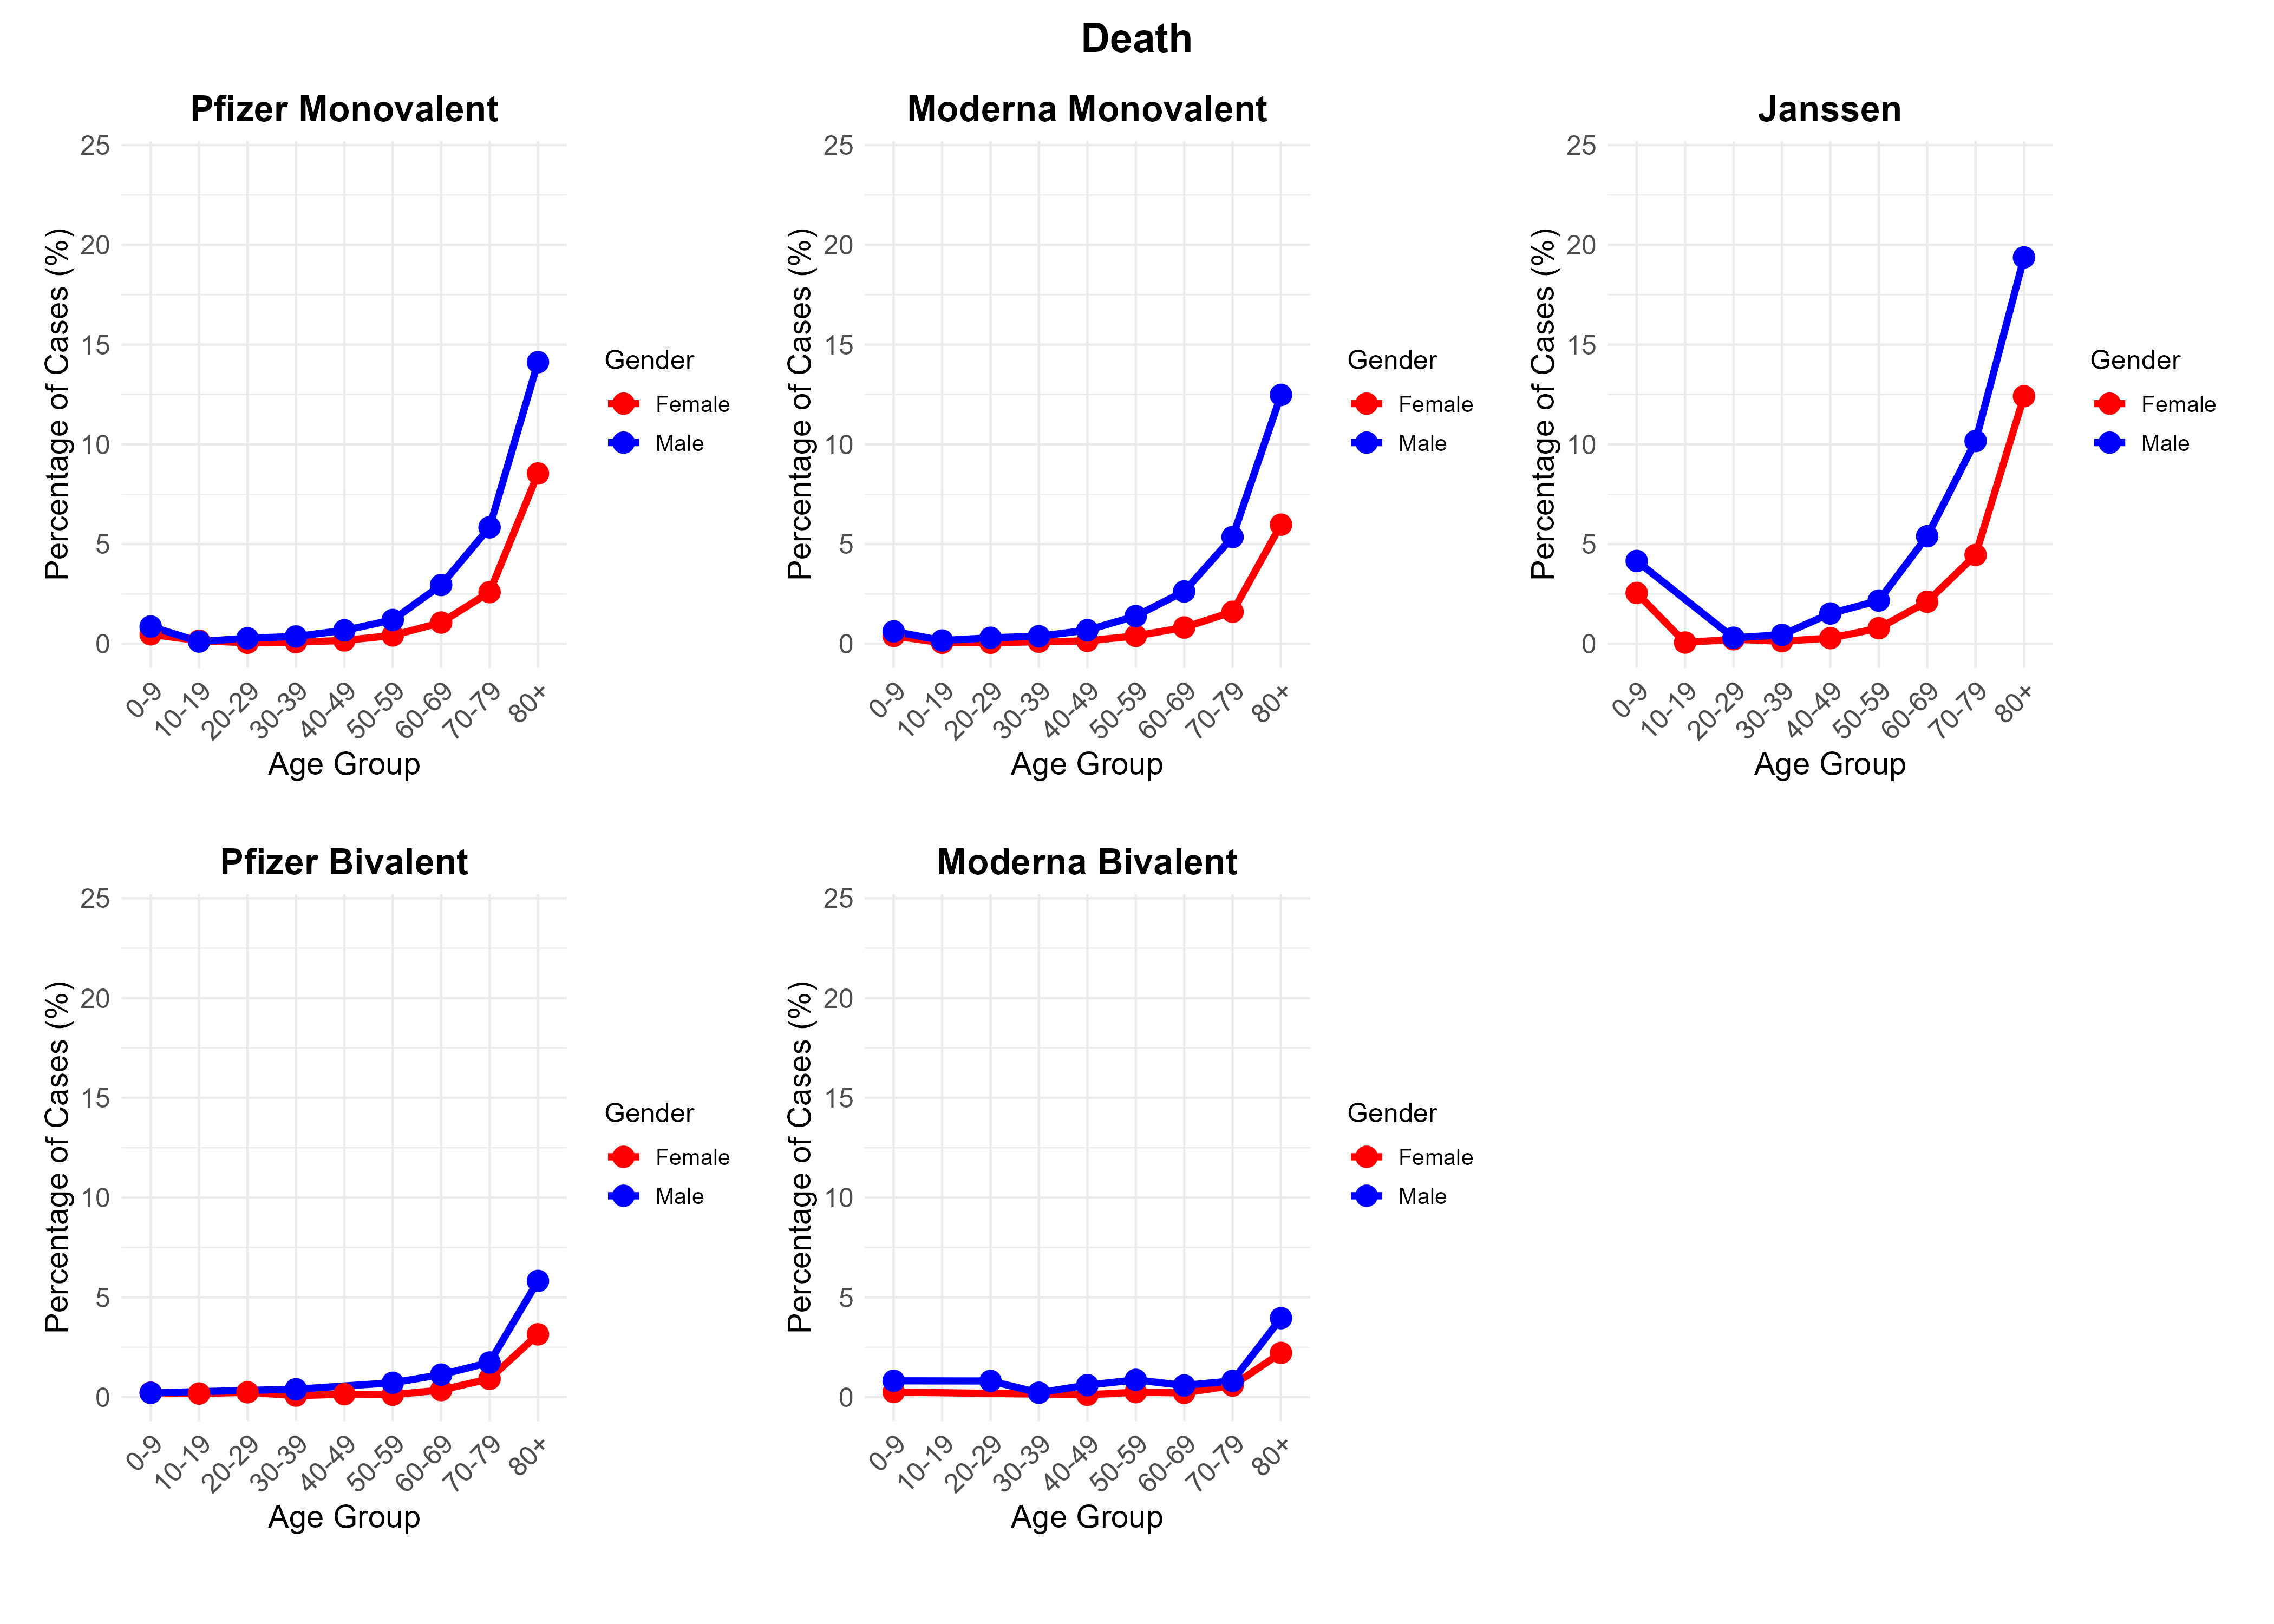 Death
Pfizer Monovalent
Percentage of Cases (%)
25
20
15
10
5
0
0-9
10-19
20-29
30-39
40-49
50-59
60-69
70-79
80+
Age Group
Gender
Female
Male
Moderna Monovalent
Percentage of Cases (%)
25
20
15
10
5
0
0-9
10-19
20-29
30-39
40-49
50-59
60-69
70-79
80+
Age Group
Gender
Female
Male
Janssen
Percentage of Cases (%)
25
20
15
10
5
0
0-9
10-19
20-29
30-39
40-49
50-59
60-69
70-79
80+
Age Group
Gender
Female
Male
Pfizer Bivalent
Percentage of Cases (%)
25
20
15
10
5
0
0-9
10-19
20-29
30-39
40-49
50-59
60-69
70-79
80+
Age Group
Gender
Female
Male
Moderna Bivalent
Percentage of Cases (%)
25
20
15
10
5
0
0-9
10-19
20-29
30-39
40-49
50-59
60-69
70-79
80+
Age Group
Gender
Female
Male